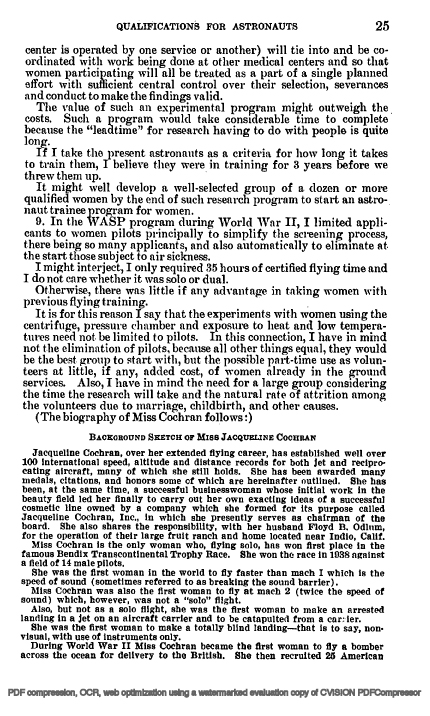 QUALIFICATIONS FOR ASTRONAUTS 25
center is operated by one service or another) will tie into and be co-
ordinated with work being done at other medical centers and so that
women participating will all be treated as a part of a single planned
effort with sufficient central control over their selection, severances
and conduct to make the findings valid.
The value of such an experimental program might outweigh the
costs. Such a program would take considerable time to complete
because the "leadtime" for research having to do with people is quite
long.
If I take the present astronauts as a criteria for how long it takes
to train them, I believe they were in training for 3 years before we
threw them up.
It might well develop a well-selected group of a dozen or more
qualified women by the end of such research program to start an astro-
naut trainee program for women.
9. In the WASP program during World War II, I limited appli-
cants to women pilots principally to simplify the screening process,
there being so many applicants, and also automatically to eliminate at
the start those subject to air sickness.
I might interject, I only required 35 hours of certified flying time and
I do not care whether it was solo or dual.
Otherwise, there was little if any advantage in taking women with
previous flying training.
It is for this reason I say that the experiments with women using the
centrifuge, pressure chamber and exposure to heat and low tempera-
tures need not be limited to pilots. In this connection, I have in mind
not the elimination of pilots, because all other things equal, they would
be the best group to start with, but the possible part-time use as volun-
teers at little, if any, added cost, of women already in the ground
services. Also, I have in mind the need for a large group considering
the time the research will take and the natural rate of attrition among
the volunteers due to marriage, childbirth, and other causes.
(The biography of Miss Cochran follows:)
BACKGROUND SKETCH OF MISS JACQUELINE COCHRAN
Jacqueline Cochran, over her extended flying career, has established well over
100 international speed, altitude and distance records for both jet and recipro-
cating aircraft, many of which she still holds. She has been awarded many
medals, citations, and honors some of which are hereinafter outlined. She has
been, at the same time, a successful businesswoman whose initial work in the
beauty field led her finally to carry out her own exacting ideas of a successful
cosmetic line owned by a company which she formed for its purpose called
Jacqueline Cochran, Inc., in which she presently serves as chairman of the
board. She also shares the responsibility, with her husband Floyd B. Odlum,
for the operation of their large fruit ranch and home located near Indio, Calif.
Miss Cochran is the only woman who, flying solo, has won first place in the
famous Bendix Transcontinental Trophy Race. She won the race in 1938 against
a field of 14 male pilots,
She was the first woman in the world to fly faster than mach 1 which is the
speed of sound (sometimes referred to as breaking the sound barrier).
Miss Cochran was also the first woman to fly at mach 2 (twice the speed of
sound) which, however, was not a "solo" flight.
Also, but not as a solo flight, she was the first woman to make an arrested
landing in a jet on an aircraft carrier and to be catapulted from a carrier.
She was the first woman to make a totally blind landing—that is to say, non-
visual, with use of instruments only.
During World War II Miss Cochran became the first woman to fly a bomber
across the ocean for delivery to the British. She then recruited 25 American
PDF compression, OCR, web optimization using a watermarked evaluation copy of CVISION PDFCompressor